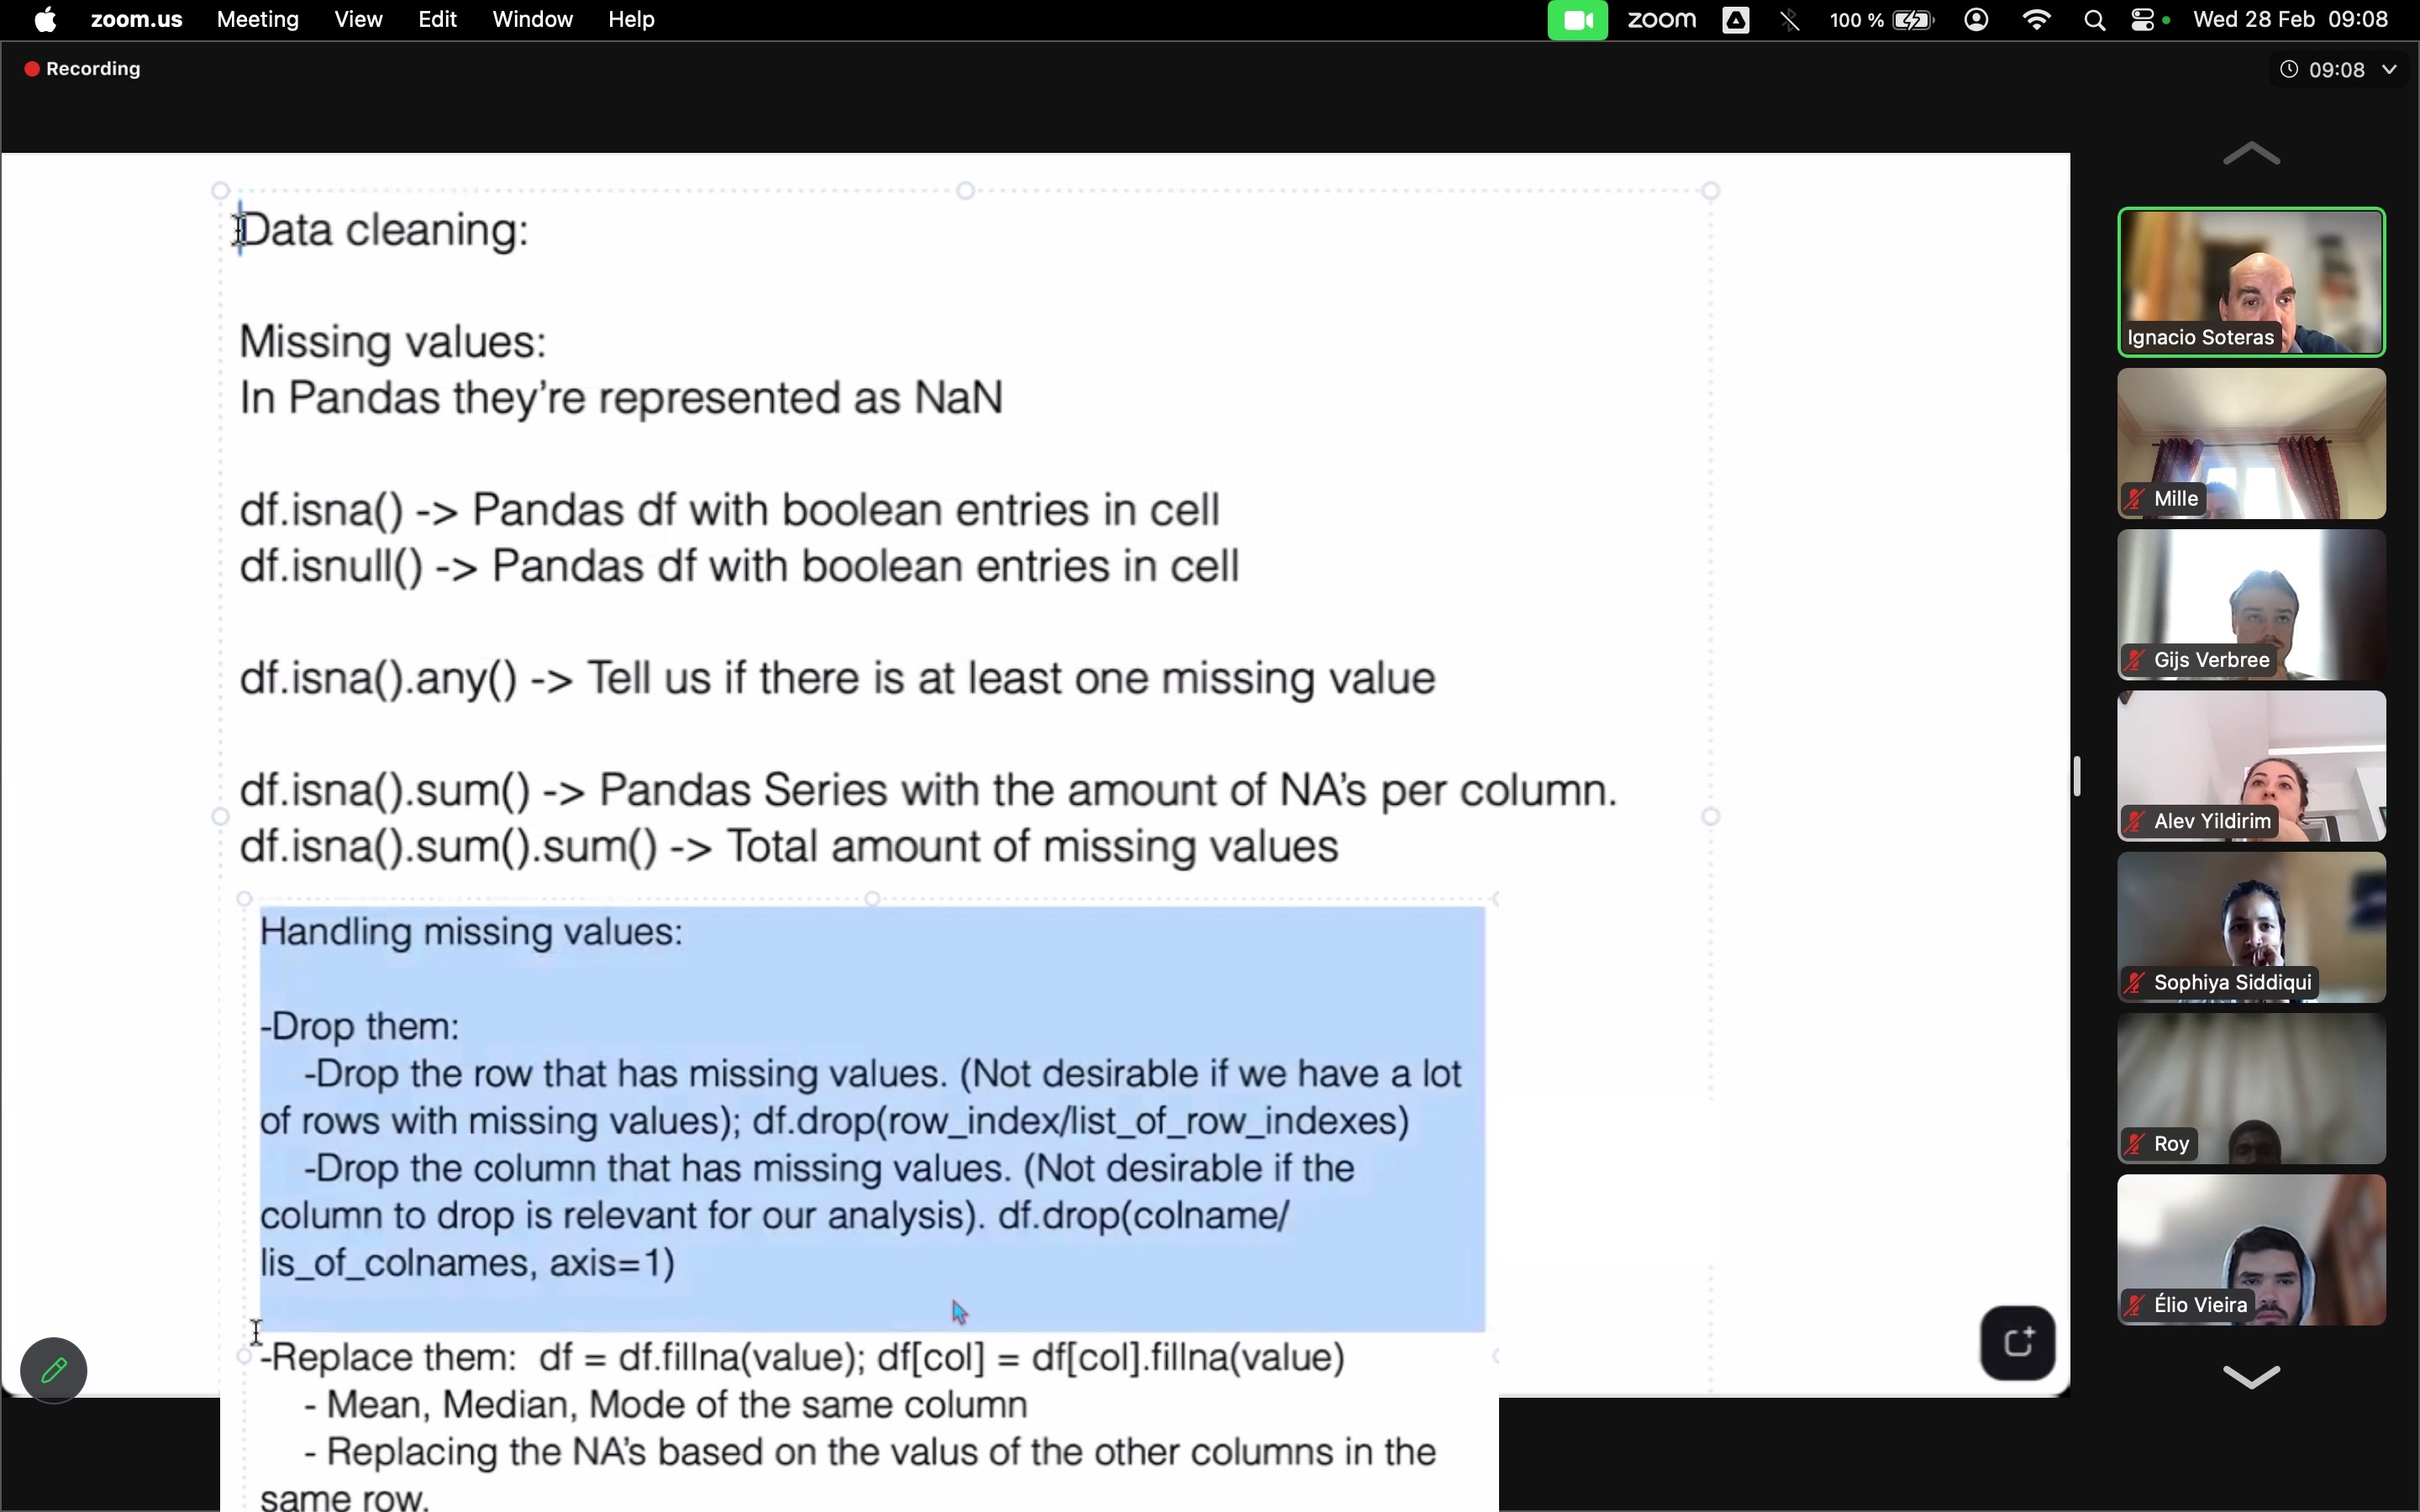 zoom.us Meeting View Edit Window Help zoom 100 % Wed 28 Feb 09:08
Recording
09:08
Data cleaning:
Missing values:
In Pandas they're represented as NaN
df.isna() -> Pandas df with boolean entries in cell
df.isnull() -> Pandas df with boolean entries in cell
df.isna().any() -> Tell us if there is at least one missing value
df.isna().sum() -> Pandas Series with the amount of NA's per column.
df.isna().sum().sum() -> Total amount of missing values
Handling missing values:
-Drop them:
-Drop the row that has missing values. (Not desirable if we have a lot
of rows with missing values); df.drop(row_index/list_of_row_indexes)
-Drop the column that has missing values. (Not desirable if the
column to drop is relevant for our analysis). df.drop(colname/
lis_of_colnames, axis=1)
-Replace them: df = df.fillna(value); df[col] = df[col].fillna(value)
- Mean, Median, Mode of the same column
- Replacing the NA's based on the valus of the other columns in the
same row.
Ignacio Soteras
Mille
Gijs Verbree
Alev Yildirim
Sophiya Siddiqui
Roy
Élio Vieira